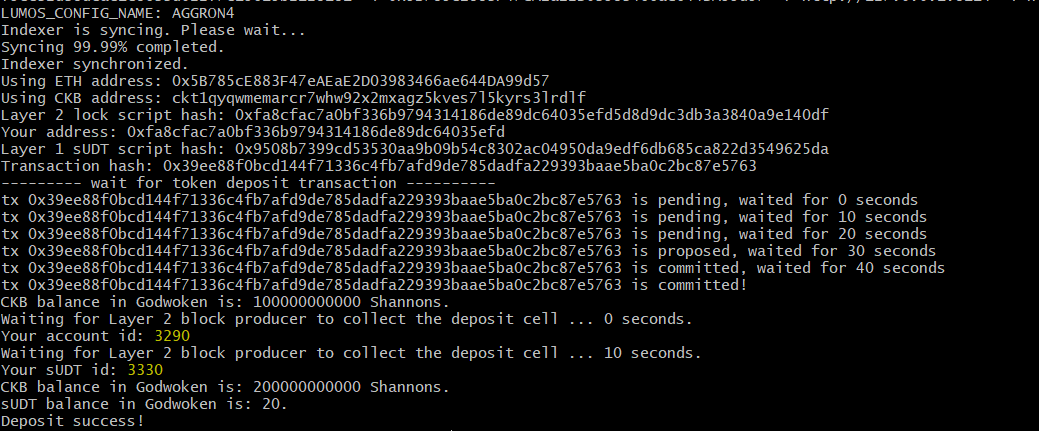 LUMOS_CONFIG_NAME: AGGRON4
Indexer is syncing. Please wait...
Syncing 99.99% completed.
Indexer synchronized.
Using ETH address: 0x5B785cE883F47eAEaE2D03983466ae644DA99d57
Using CKB address: ckt1qyqwmemarcr7whw92x2mxagz5kves7l5kyrs3lrdlf
Layer 2 lock script hash: 0xfa8cfac7a0bf336b9794314186de89dc64035efd5d8d9dc3db3a3840a9e140df
Your address: 0xfa8cfac7a0bf336b9794314186de89dc64035efd
Layer 1 sUDT script hash: 0x9508b7399cd53530aa9b09b54c8302ac04950da9edf6db685ca822d3549625da
Transaction hash: 0x39ee88f0bcd144f71336c4fb7afd9de785dadfa229393baae5ba0c2bc87e5763
--------- wait for token deposit transaction ----------
tx 0x39ee88f0bcd144f71336c4fb7afd9de785dadfa229393baae5ba0c2bc87e5763 is pending, waited for 0 seconds
tx 0x39ee88f0bcd144f71336c4fb7afd9de785dadfa229393baae5ba0c2bc87e5763 is pending, waited for 10 seconds
tx 0x39ee88f0bcd144f71336c4fb7afd9de785dadfa229393baae5ba0c2bc87e5763 is pending, waited for 20 seconds
tx 0x39ee88f0bcd144f71336c4fb7afd9de785dadfa229393baae5ba0c2bc87e5763 is proposed, waited for 30 seconds
tx 0x39ee88f0bcd144f71336c4fb7afd9de785dadfa229393baae5ba0c2bc87e5763 is committed, waited for 40 seconds
tx 0x39ee88f0bcd144f71336c4fb7afd9de785dadfa229393baae5ba0c2bc87e5763 is committed!
CKB balance in Godwoken is: 100000000000 Shannons.
Waiting for Layer 2 block producer to collect the deposit cell ... 0 seconds.
Your account id: 3290
Waiting for Layer 2 block producer to collect the deposit cell ... 10 seconds.
Your sUDT id: 3330
CKB balance in Godwoken is: 200000000000 Shannons.
sUDT balance in Godwoken is: 20.
Deposit success!